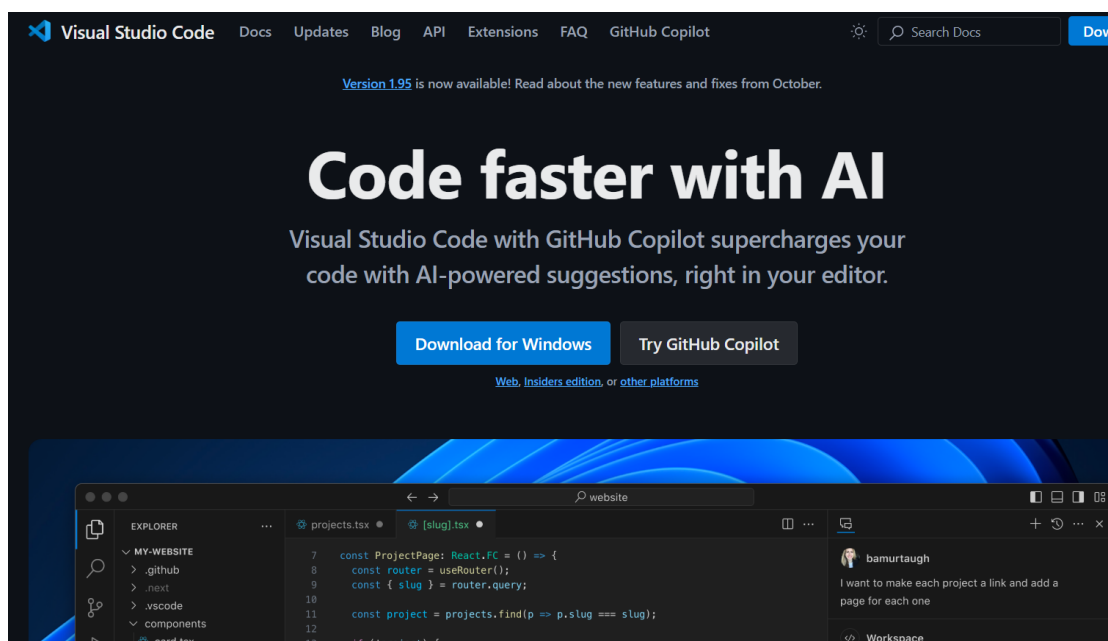 Visual Studio Code Docs Updates Blog API Extensions FAQ GitHub Copilot Search Docs
Version 1.95 is now available! Read about the new features and fixes from October.
Code faster with AI
Visual Studio Code with GitHub Copilot supercharges your
code with AI-powered suggestions, right in your editor.
Download for Windows Try GitHub Copilot
Web, Insiders edition, or other platforms
website
EXPLORER ··· projects.tsx [slug].tsx
MY-WEBSITE
.github
.next
.vscode
components
7 const ProjectPage: React.FC = () => {
8 const router = useRouter();
9 const { slug } = router.query;
10
11 const project = projects.find(p => p.slug === slug);
12
bamurtaugh
I want to make each project a link and add a
page for each one
Workspace